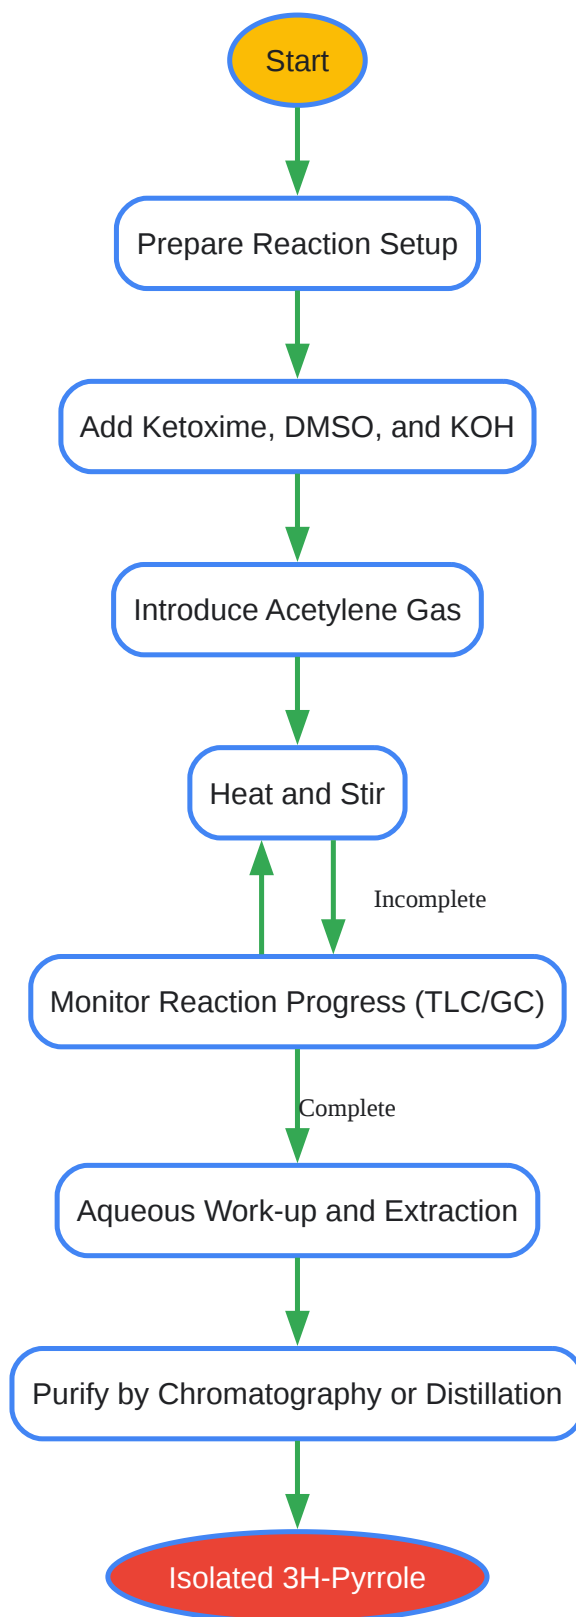 Start
Prepare Reaction Setup
Add Ketoxime, DMSO, and KOH
Introduce Acetylene Gas
Heat and Stir
Incomplete
Monitor Reaction Progress (TLC/GC)
Complete
Aqueous Work-up and Extraction
Purify by Chromatography or Distillation
Isolated 3H-Pyrrole